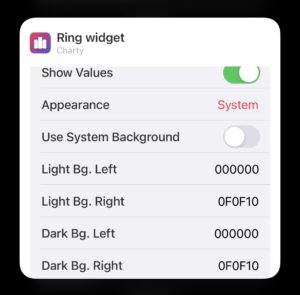 Ring widget
Charty
Show Values
Appearance System
Use System Background
Light Bg. Left 000000
Light Bg. Right 0F0F10
Dark Bg. Left 000000
Dark Bg. Right 0F0F10